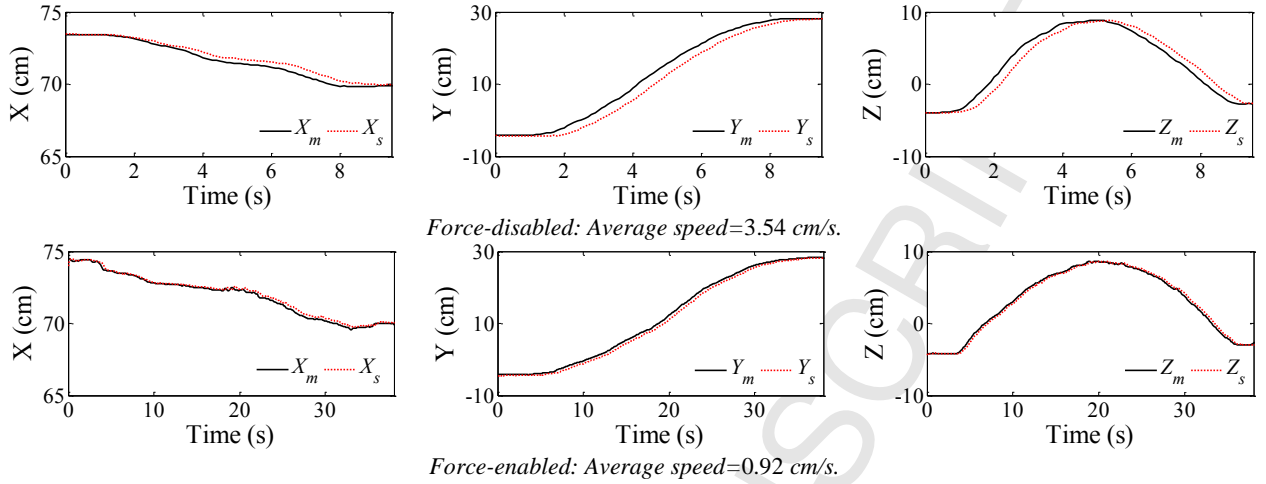 75
70
65
X (cm)
X_m X_s
0 2 4 6 8
Time (s)
30
10
-10
Y (cm)
Y_m Y_s
0 2 4 6 8
Time (s)
10
0
-10
Z (cm)
Z_m Z_s
0 2 4 6 8
Time (s)
Force-disabled: Average speed=3.54 cm/s.
75
70
65
X (cm)
X_m X_s
0 10 20 30
Time (s)
30
10
-10
Y (cm)
Y_m Y_s
0 10 20 30
Time (s)
10
0
-10
Z (cm)
Z_m Z_s
0 10 20 30
Time (s)
Force-enabled: Average speed=0.92 cm/s.